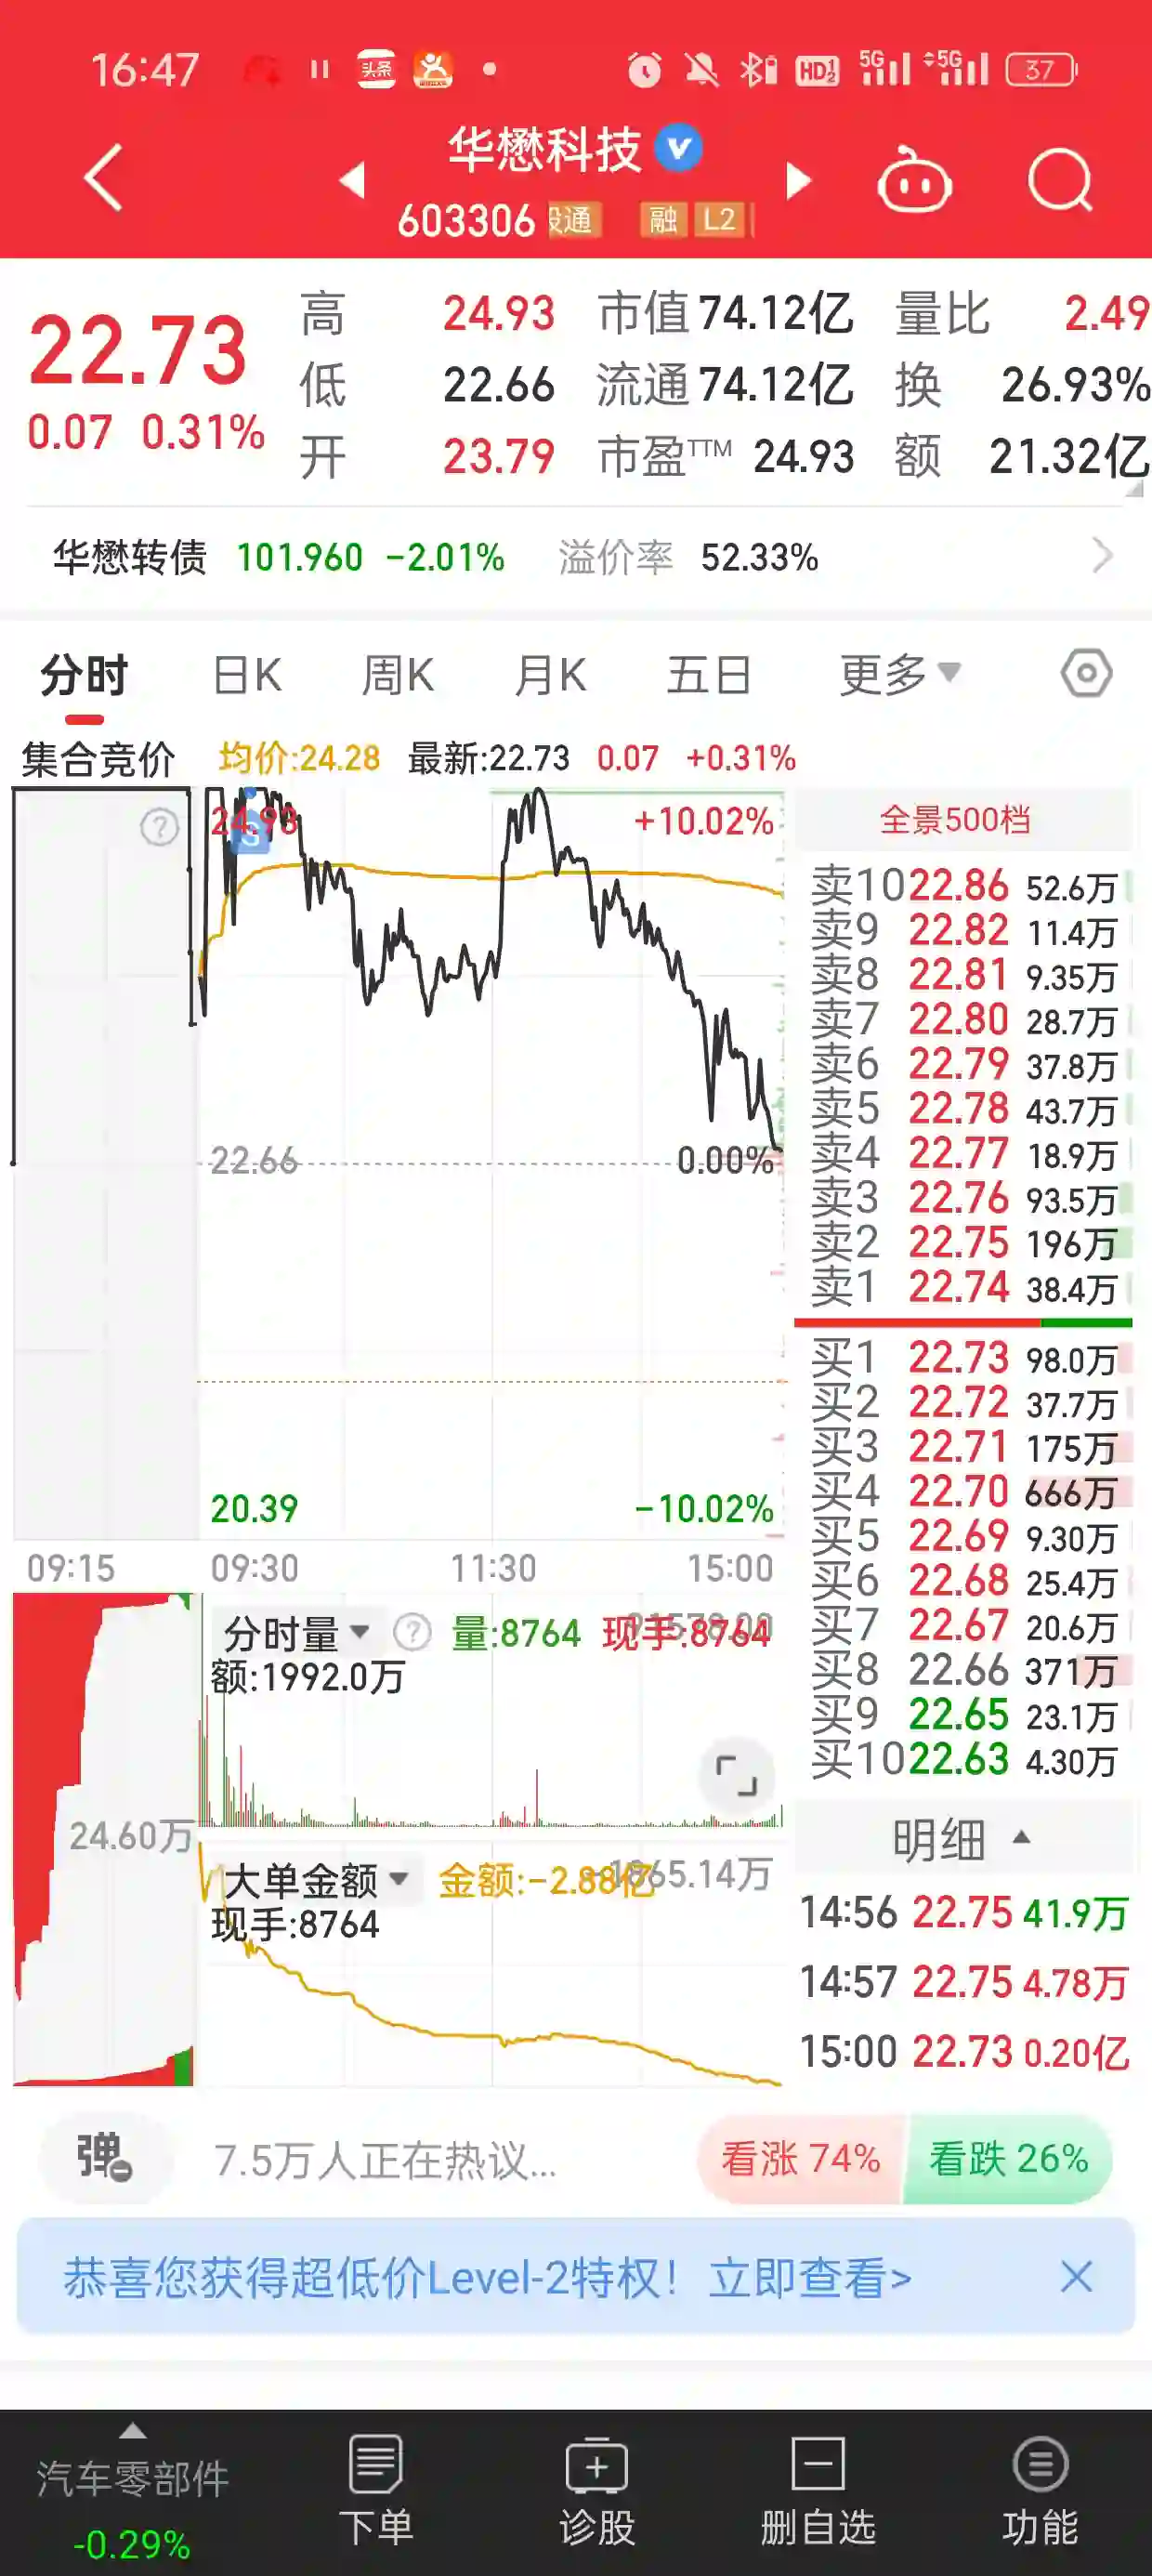 16:47 头条 HD 5G 5G 37
华懋科技
603306 股通 融 L2
22.73
0.07 0.31%
高 24.93 市值 74.12亿 量比 2.49
低 22.66 流通 74.12亿 换 26.93%
开 23.79 市盈TTM 24.93 额 21.32亿
华懋转债 101.960 -2.01% 溢价率 52.33%
分时 日K 周K 月K 五日 更多
集合竞价 均价:24.28 最新:22.73 0.07 +0.31%
24.93 S +10.02%
22.66 0.00%
20.39 -10.02%
09:15 09:30 11:30 15:00
分时量 ? 量:8764 现手:8764
额:1992.0万
24.60万
大单金额 金额:-2.88亿
现手:8764
全景500档
卖10 22.86 52.6万
卖9 22.82 11.4万
卖8 22.81 9.35万
卖7 22.80 28.7万
卖6 22.79 37.8万
卖5 22.78 43.7万
卖4 22.77 18.9万
卖3 22.76 93.5万
卖2 22.75 196万
卖1 22.74 38.4万
买1 22.73 98.0万
买2 22.72 37.7万
买3 22.71 175万
买4 22.70 666万
买5 22.69 9.30万
买6 22.68 25.4万
买7 22.67 20.6万
买8 22.66 371万
买9 22.65 23.1万
买10 22.63 4.30万
明细
14:56 22.75 41.9万
14:57 22.75 4.78万
15:00 22.73 0.20亿
弹 7.5万人正在热议... 看涨 74% 看跌 26%
恭喜您获得超低价Level-2特权！立即查看>
汽车零部件
-0.29%
下单 诊股 删自选 功能